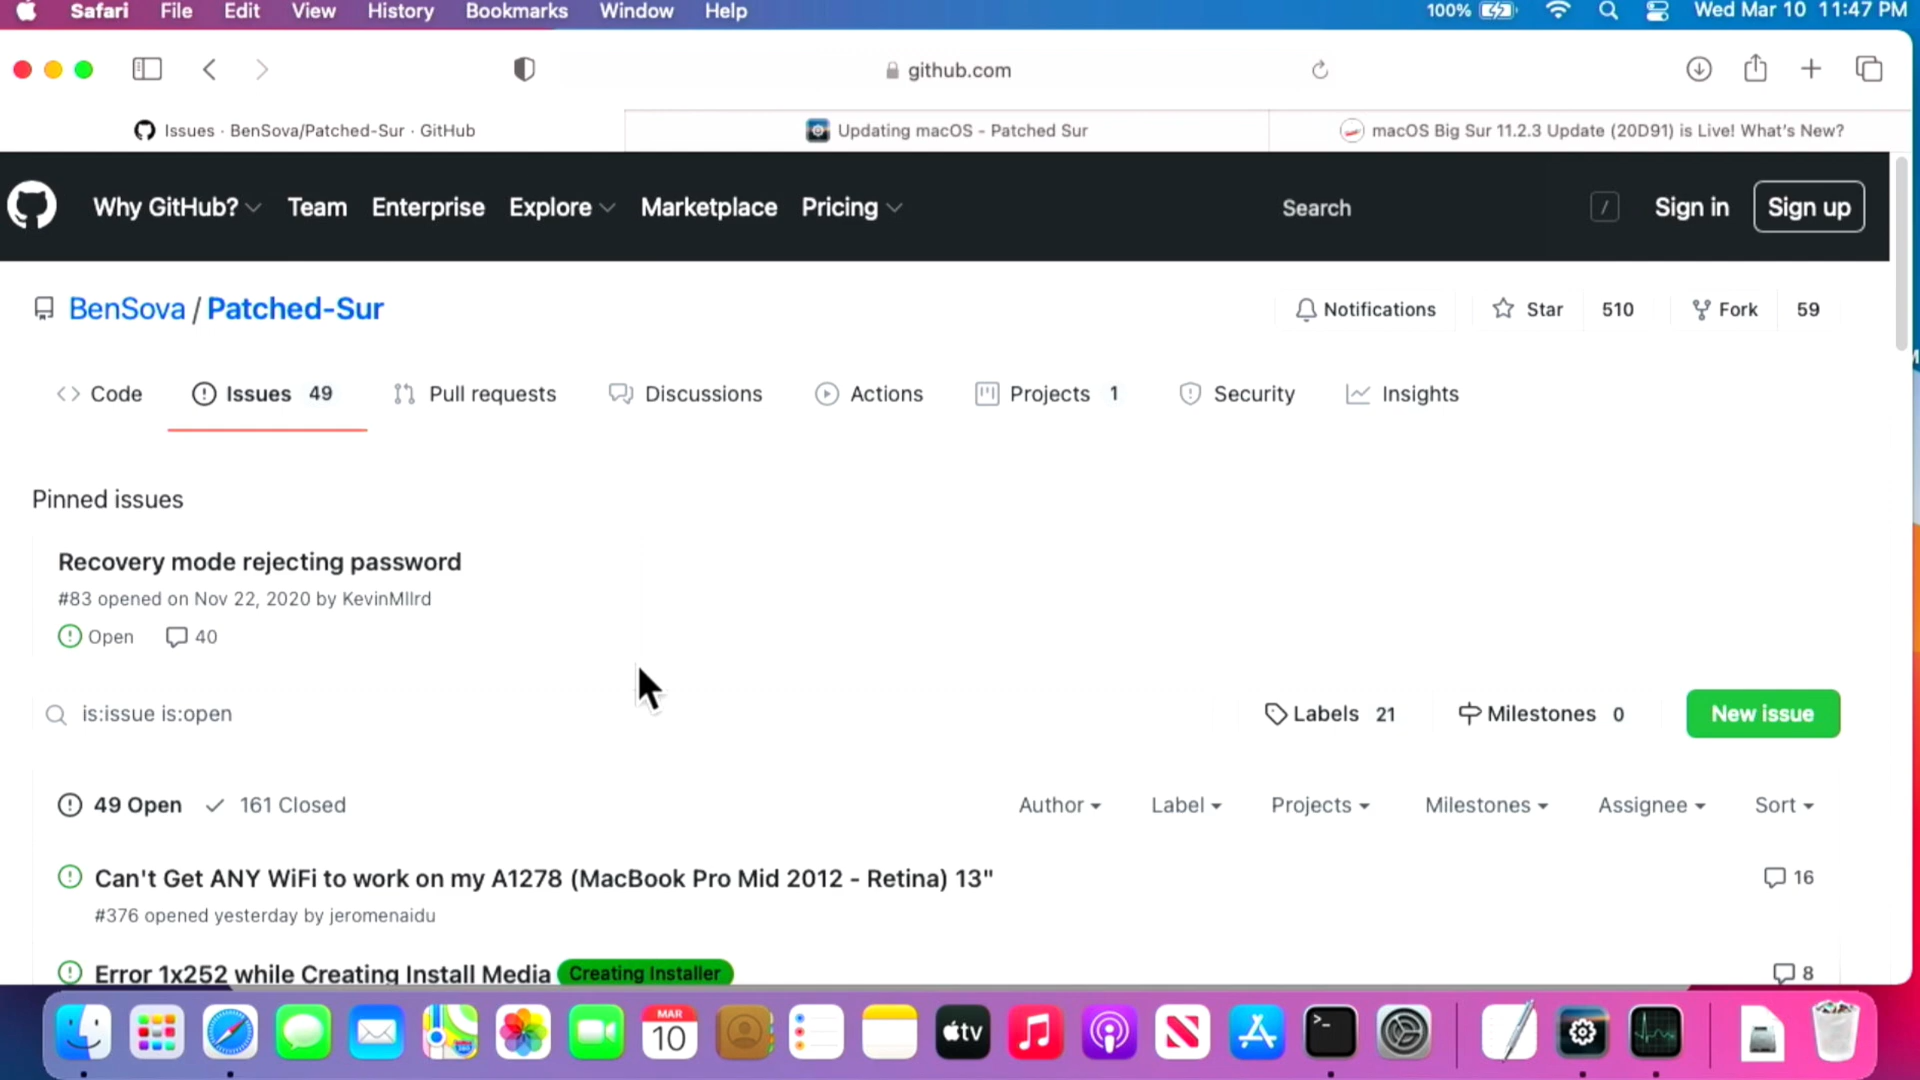 Safari File Edit View History Bookmarks Window Help 100% Wed Mar 10 11:47 PM
github.com
Issues · BenSova/Patched-Sur · GitHub
Updating macOS - Patched Sur
macOS Big Sur 11.2.3 Update (20D91) is Live! What's New?
Why GitHub? Team Enterprise Explore Marketplace Pricing Search / Sign in Sign up
BenSova / Patched-Sur Notifications Star 510 Fork 59
Code Issues 49 Pull requests Discussions Actions Projects 1 Security Insights
Pinned issues
Recovery mode rejecting password
#83 opened on Nov 22, 2020 by KevinMllrd
Open 40
is:issue is:open Labels 21 Milestones 0 New issue
49 Open 161 Closed Author Label Projects Milestones Assignee Sort
Can't Get ANY WiFi to work on my A1278 (MacBook Pro Mid 2012 - Retina) 13" 16
#376 opened yesterday by jeromenaidu
Error 1x252 while Creating Install Media Creating Installer 8
MAR
10
tv
>_